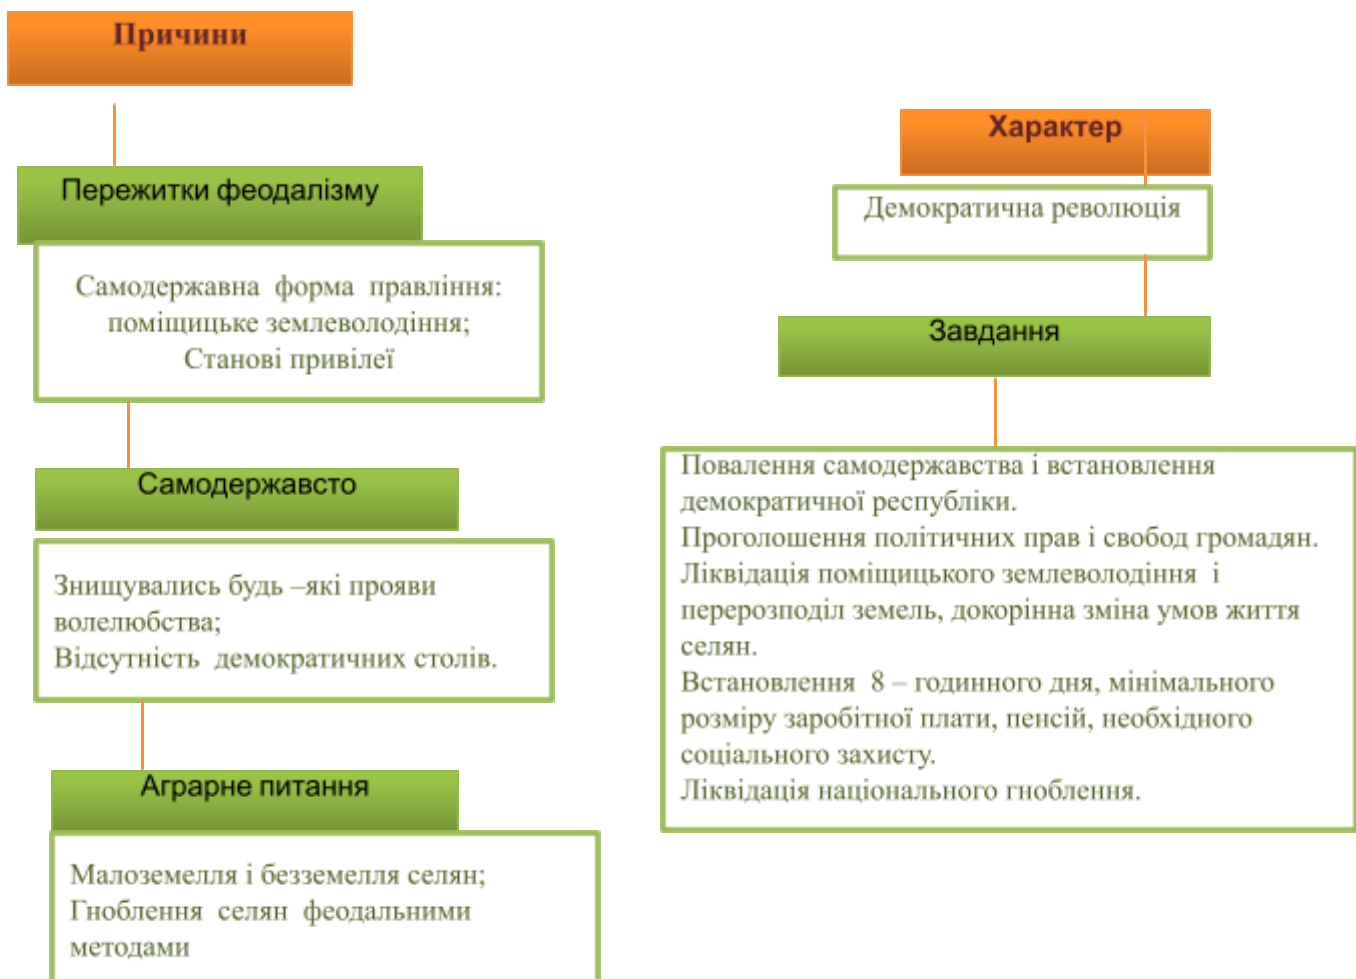 Причини
Пережитки феодалізму
Самодержавна форма правління:
поміщицьке землеволодіння;
Станові привілеї
Самодержавсто
Знищувались будь –які прояви
волелюбства;
Відсутність демократичних столів.
Аграрне питання
Малоземелля і безземелля селян;
Гноблення селян феодальними
методами
Характер
Демократична революція
Завдання
Повалення самодержавства і встановлення
демократичної республіки.
Проголошення політичних прав і свобод громадян.
Ліквідація поміщицького землеволодіння і
перерозподіл земель, докорінна зміна умов життя
селян.
Встановлення 8 – годинного дня, мінімального
розміру заробітної плати, пенсій, необхідного
соціального захисту.
Ліквідація національного гноблення.